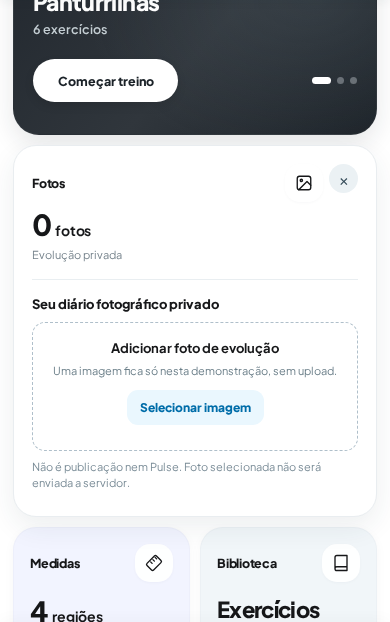 Panturrilhas
6 exercícios
Começar treino
Fotos
×
0 fotos
Evolução privada
Seu diário fotográfico privado
Adicionar foto de evolução
Uma imagem fica só nesta demonstração, sem upload.
Selecionar imagem
Não é publicação nem Pulse. Foto selecionada não será
enviada a servidor.
Medidas
Biblioteca
4 regiões
Exercícios